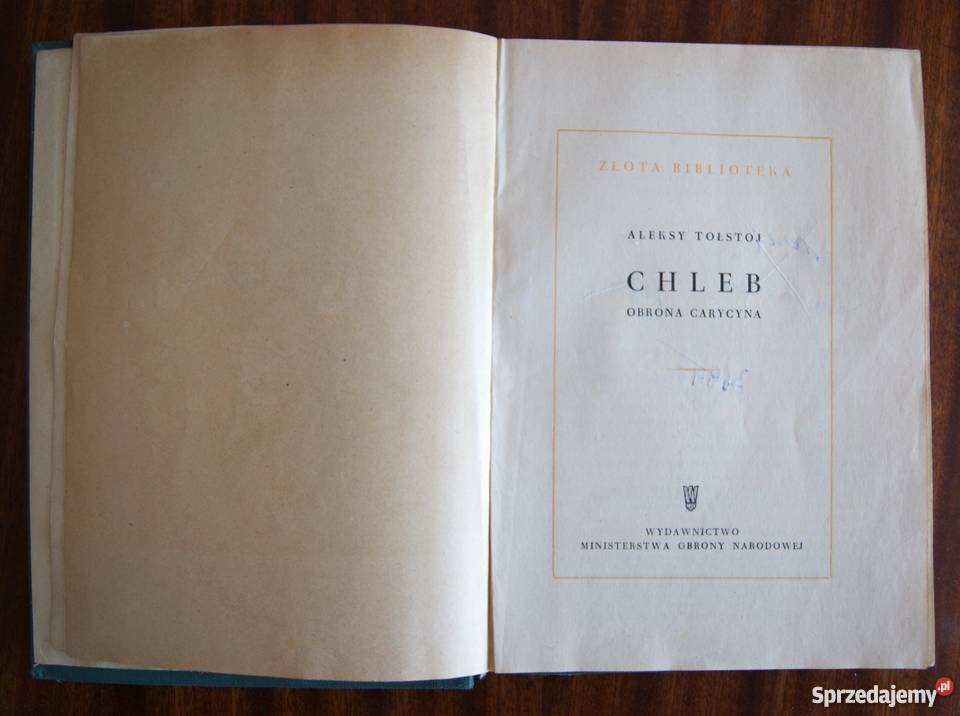 ZŁOTA BIBLIOTEKA
ALEKSY TOŁSTOJ
CHLEB
OBRONA CARYCYNA
WYDAWNICTWO
MINISTERSTWA OBRONY NARODOWEJ
Sprzedajemy.pl